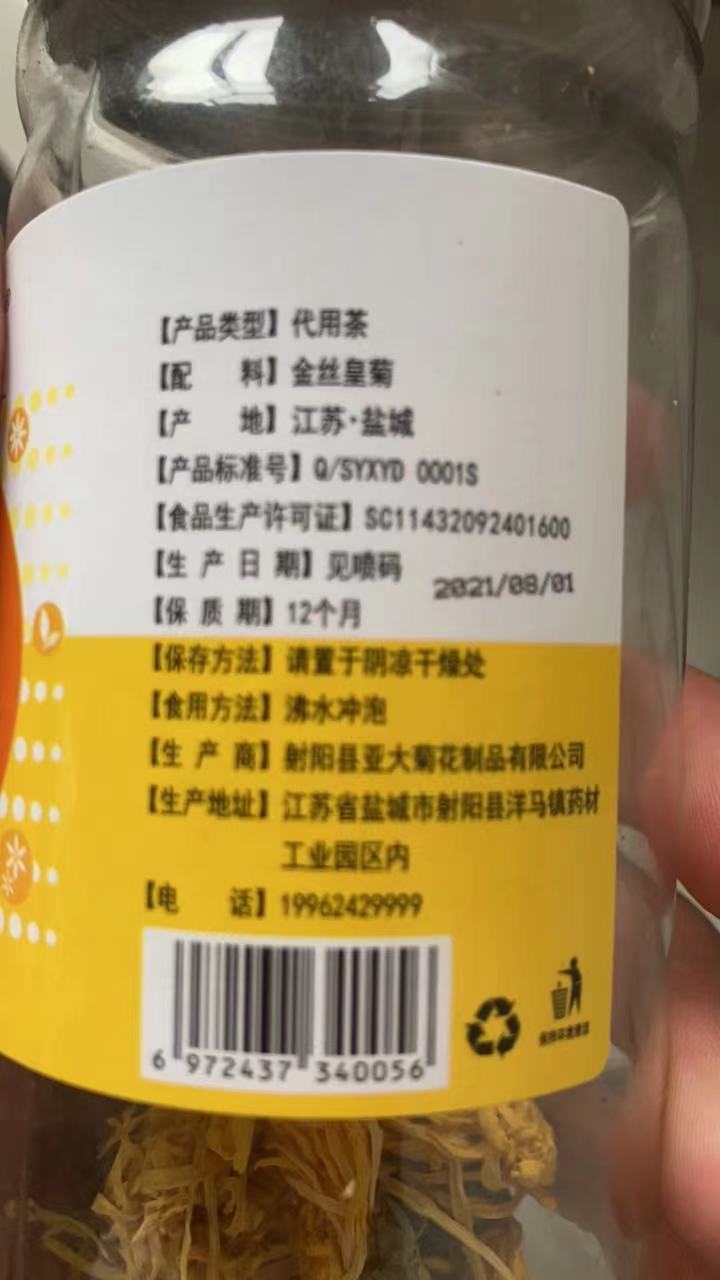 【产品类型】代用茶
【配 料】金丝皇菊
【产 地】江苏·盐城
【产品标准号】Q/SYXYD 0001S
【食品生产许可证】SC11432092401600
【生 产 日 期】见喷码
2021/08/01
【保 质 期】12个月
【保存方法】请置于阴凉干燥处
【食用方法】沸水冲泡
【生 产 商】射阳县亚大菊花制品有限公司
【生产地址】江苏省盐城市射阳县洋马镇药材
工业园区内
【电 话】19962429999
6 972437 340056